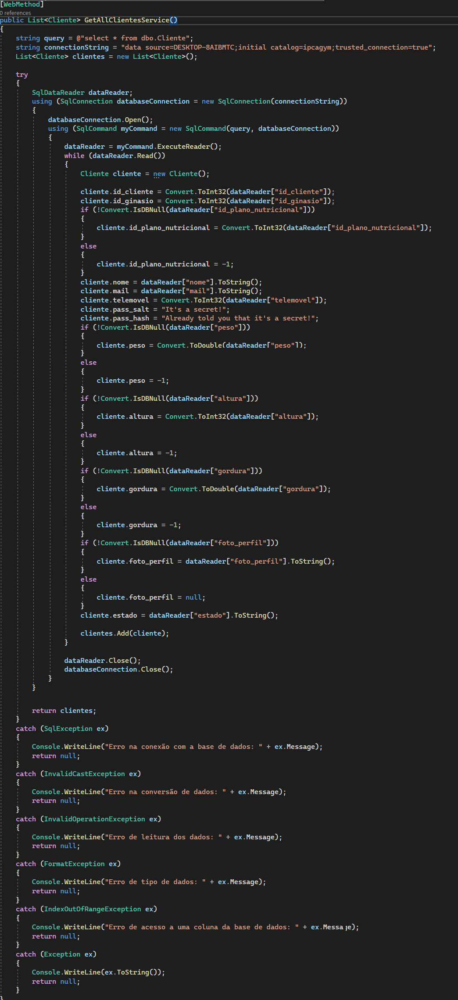 [WebMethod]
0 references
public List<Cliente> GetAllClientesService()
{
    string query = @"select * from dbo.Cliente";
    string connectionString = "data source=DESKTOP-8AIBMTC;initial catalog=ipcagym;trusted_connection=true";
    List<Cliente> clientes = new List<Cliente>();

    try
    {
        SqlDataReader dataReader;
        using (SqlConnection databaseConnection = new SqlConnection(connectionString))
        {
            databaseConnection.Open();
            using (SqlCommand myCommand = new SqlCommand(query, databaseConnection))
            {
                dataReader = myCommand.ExecuteReader();
                while (dataReader.Read())
                {
                    Cliente cliente = new Cliente();

                    cliente.id_cliente = Convert.ToInt32(dataReader["id_cliente"]);
                    cliente.id_ginasio = Convert.ToInt32(dataReader["id_ginasio"]);
                    if (!Convert.IsDBNull(dataReader["id_plano_nutricional"]))
                    {
                        cliente.id_plano_nutricional = Convert.ToInt32(dataReader["id_plano_nutricional"]);
                    }
                    else
                    {
                        cliente.id_plano_nutricional = -1;
                    }
                    cliente.nome = dataReader["nome"].ToString();
                    cliente.mail = dataReader["mail"].ToString();
                    cliente.telemovel = Convert.ToInt32(dataReader["telemovel"]);
                    cliente.pass_salt = "It's a secret!";
                    cliente.pass_hash = "Already told you that it's a secret!";
                    if (!Convert.IsDBNull(dataReader["peso"]))
                    {
                        cliente.peso = Convert.ToDouble(dataReader["peso"]);
                    }
                    else
                    {
                        cliente.peso = -1;
                    }
                    if (!Convert.IsDBNull(dataReader["altura"]))
                    {
                        cliente.altura = Convert.ToInt32(dataReader["altura"]);
                    }
                    else
                    {
                        cliente.altura = -1;
                    }
                    if (!Convert.IsDBNull(dataReader["gordura"]))
                    {
                        cliente.gordura = Convert.ToDouble(dataReader["gordura"]);
                    }
                    else
                    {
                        cliente.gordura = -1;
                    }
                    if (!Convert.IsDBNull(dataReader["foto_perfil"]))
                    {
                        cliente.foto_perfil = dataReader["foto_perfil"].ToString();
                    }
                    else
                    {
                        cliente.foto_perfil = null;
                    }
                    cliente.estado = dataReader["estado"].ToString();

                    clientes.Add(cliente);
                }

                dataReader.Close();
                databaseConnection.Close();
            }
        }

        return clientes;
    }
    catch (SqlException ex)
    {
        Console.WriteLine("Erro na conexão com a base de dados: " + ex.Message);
        return null;
    }
    catch (InvalidCastException ex)
    {
        Console.WriteLine("Erro na conversão de dados: " + ex.Message);
        return null;
    }
    catch (InvalidOperationException ex)
    {
        Console.WriteLine("Erro de leitura dos dados: " + ex.Message);
        return null;
    }
    catch (FormatException ex)
    {
        Console.WriteLine("Erro de tipo de dados: " + ex.Message);
        return null;
    }
    catch (IndexOutOfRangeException ex)
    {
        Console.WriteLine("Erro de acesso a uma coluna da base de dados: " + ex.Message);
        return null;
    }
    catch (Exception ex)
    {
        Console.WriteLine(ex.ToString());
        return null;
    }
}